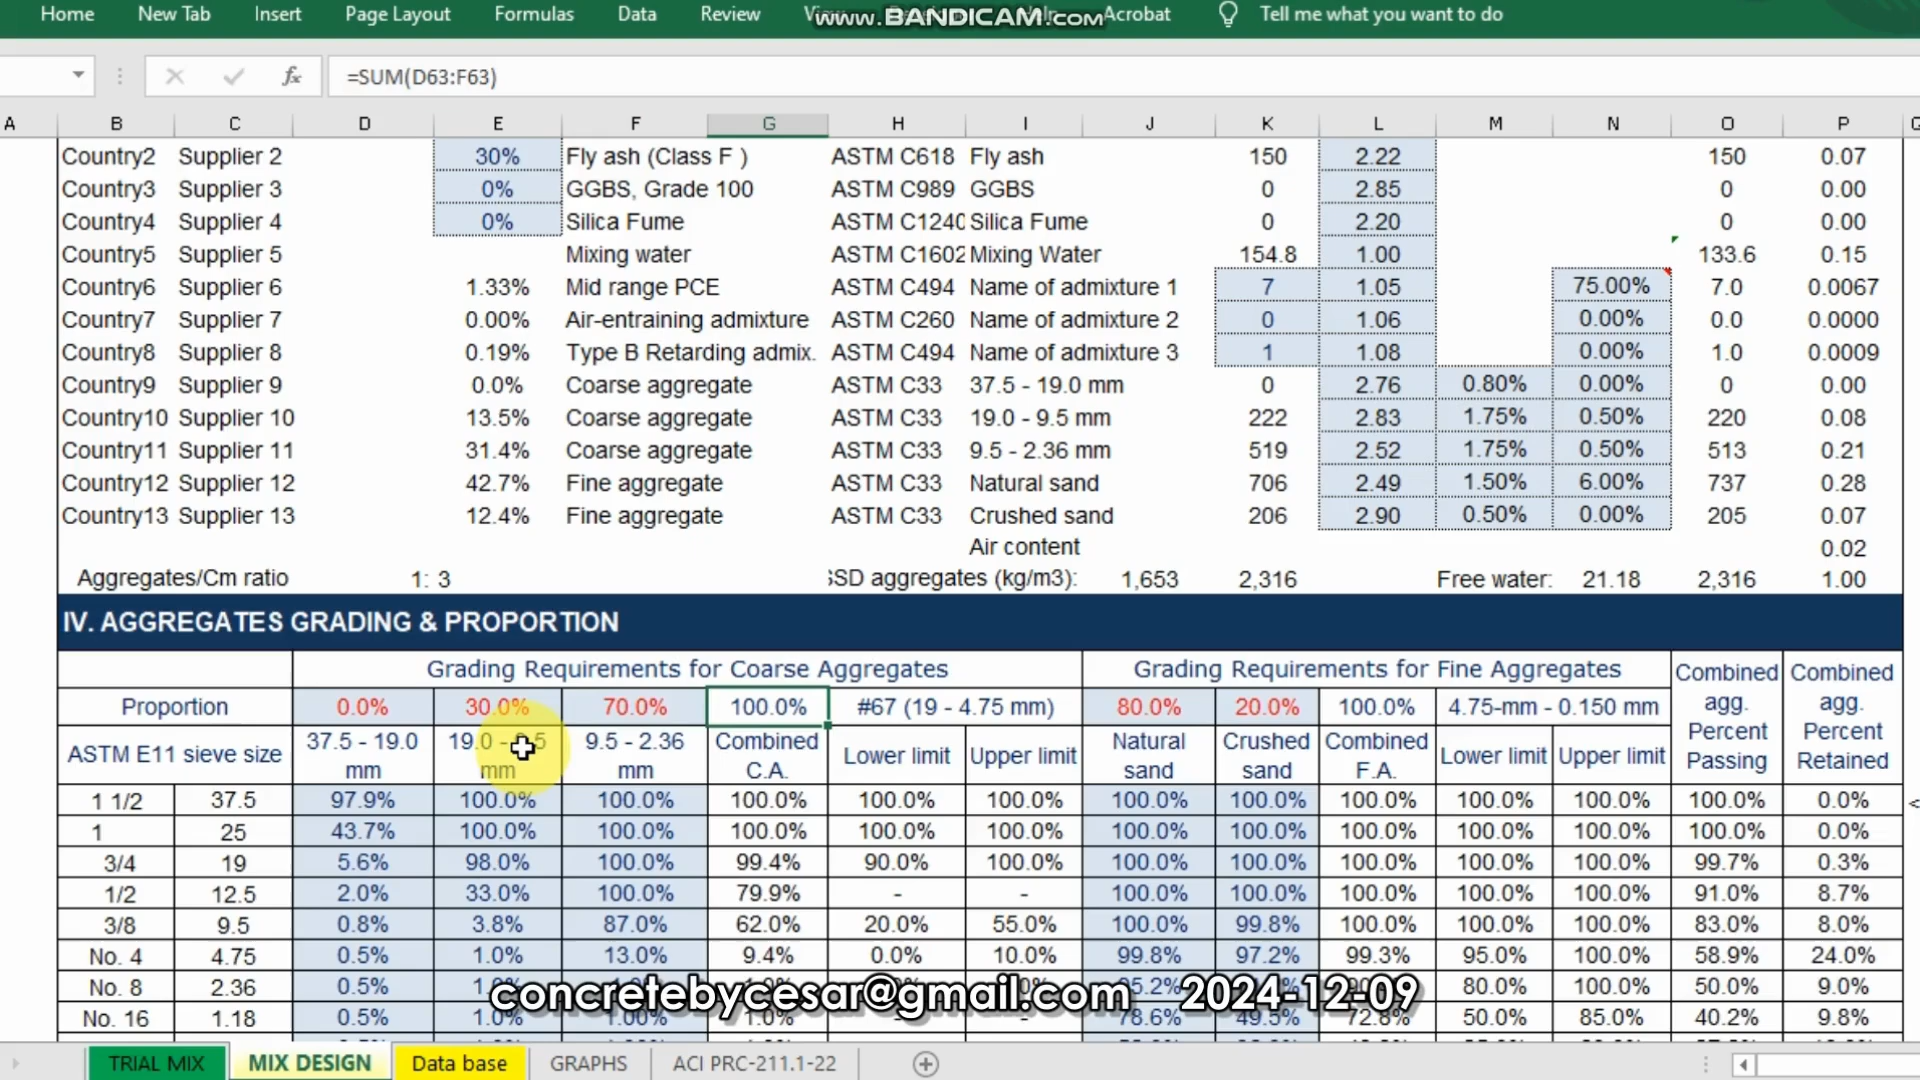 Home New Tab Insert Page Layout Formulas Data Review Help Acrobat Tell me what you want to do
www.BANDICAM.com
fx =SUM(D63:F63)
A B C D E F G H I J K L M N O P
Country2 Supplier 2 30% Fly ash (Class F ) ASTM C618 Fly ash 150 2.22 150 0.07
Country3 Supplier 3 0% GGBS, Grade 100 ASTM C989 GGBS 0 2.85 0 0.00
Country4 Supplier 4 0% Silica Fume ASTM C1240 Silica Fume 0 2.20 0 0.00
Country5 Supplier 5 Mixing water ASTM C1602 Mixing Water 154.8 1.00 133.6 0.15
Country6 Supplier 6 1.33% Mid range PCE ASTM C494 Name of admixture 1 7 1.05 75.00% 7.0 0.0067
Country7 Supplier 7 0.00% Air-entraining admixture ASTM C260 Name of admixture 2 0 1.06 0.00% 0.0 0.0000
Country8 Supplier 8 0.19% Type B Retarding admix. ASTM C494 Name of admixture 3 1 1.08 0.00% 1.0 0.0009
Country9 Supplier 9 0.0% Coarse aggregate ASTM C33 37.5 - 19.0 mm 0 2.76 0.80% 0.00% 0 0.00
Country10 Supplier 10 13.5% Coarse aggregate ASTM C33 19.0 - 9.5 mm 222 2.83 1.75% 0.50% 220 0.08
Country11 Supplier 11 31.4% Coarse aggregate ASTM C33 9.5 - 2.36 mm 519 2.52 1.75% 0.50% 513 0.21
Country12 Supplier 12 42.7% Fine aggregate ASTM C33 Natural sand 706 2.49 1.50% 6.00% 737 0.28
Country13 Supplier 13 12.4% Fine aggregate ASTM C33 Crushed sand 206 2.90 0.50% 0.00% 205 0.07
Air content 0.02
Aggregates/Cm ratio 1: 3 SSD aggregates (kg/m3): 1,653 2,316 Free water: 21.18 2,316 1.00
IV. AGGREGATES GRADING & PROPORTION
Grading Requirements for Coarse Aggregates Grading Requirements for Fine Aggregates Combined agg. Percent Passing Combined agg. Percent Retained
Proportion 0.0% 30.0% 70.0% 100.0% #67 (19 - 4.75 mm) 80.0% 20.0% 100.0% 4.75-mm - 0.150 mm
ASTM E11 sieve size 37.5 - 19.0 mm 19.0 - 9.5 mm 9.5 - 2.36 mm Combined C.A. Lower limit Upper limit Natural sand Crushed sand Combined F.A. Lower limit Upper limit
1 1/2 37.5 97.9% 100.0% 100.0% 100.0% 100.0% 100.0% 100.0% 100.0% 100.0% 100.0% 100.0% 100.0% 0.0%
1 25 43.7% 100.0% 100.0% 100.0% 100.0% 100.0% 100.0% 100.0% 100.0% 100.0% 100.0% 100.0% 0.0%
3/4 19 5.6% 98.0% 100.0% 99.4% 90.0% 100.0% 100.0% 100.0% 100.0% 100.0% 100.0% 99.7% 0.3%
1/2 12.5 2.0% 33.0% 100.0% 79.9% - - 100.0% 100.0% 100.0% 100.0% 100.0% 91.0% 8.7%
3/8 9.5 0.8% 3.8% 87.0% 62.0% 20.0% 55.0% 100.0% 99.8% 100.0% 100.0% 100.0% 83.0% 8.0%
No. 4 4.75 0.5% 1.0% 13.0% 9.4% 0.0% 10.0% 99.8% 97.2% 99.3% 95.0% 100.0% 58.9% 24.0%
No. 8 2.36 0.5% 80.0% 100.0% 50.0% 9.0%
concretebycesar@gmail.com 2024-12-09
No. 16 1.18 0.5% 1.0% 1.00% 1.0% - - 78.6% 49.5% 72.8% 50.0% 85.0% 40.2% 9.8%
TRIAL MIX MIX DESIGN Data base GRAPHS ACI PRC-211.1-22